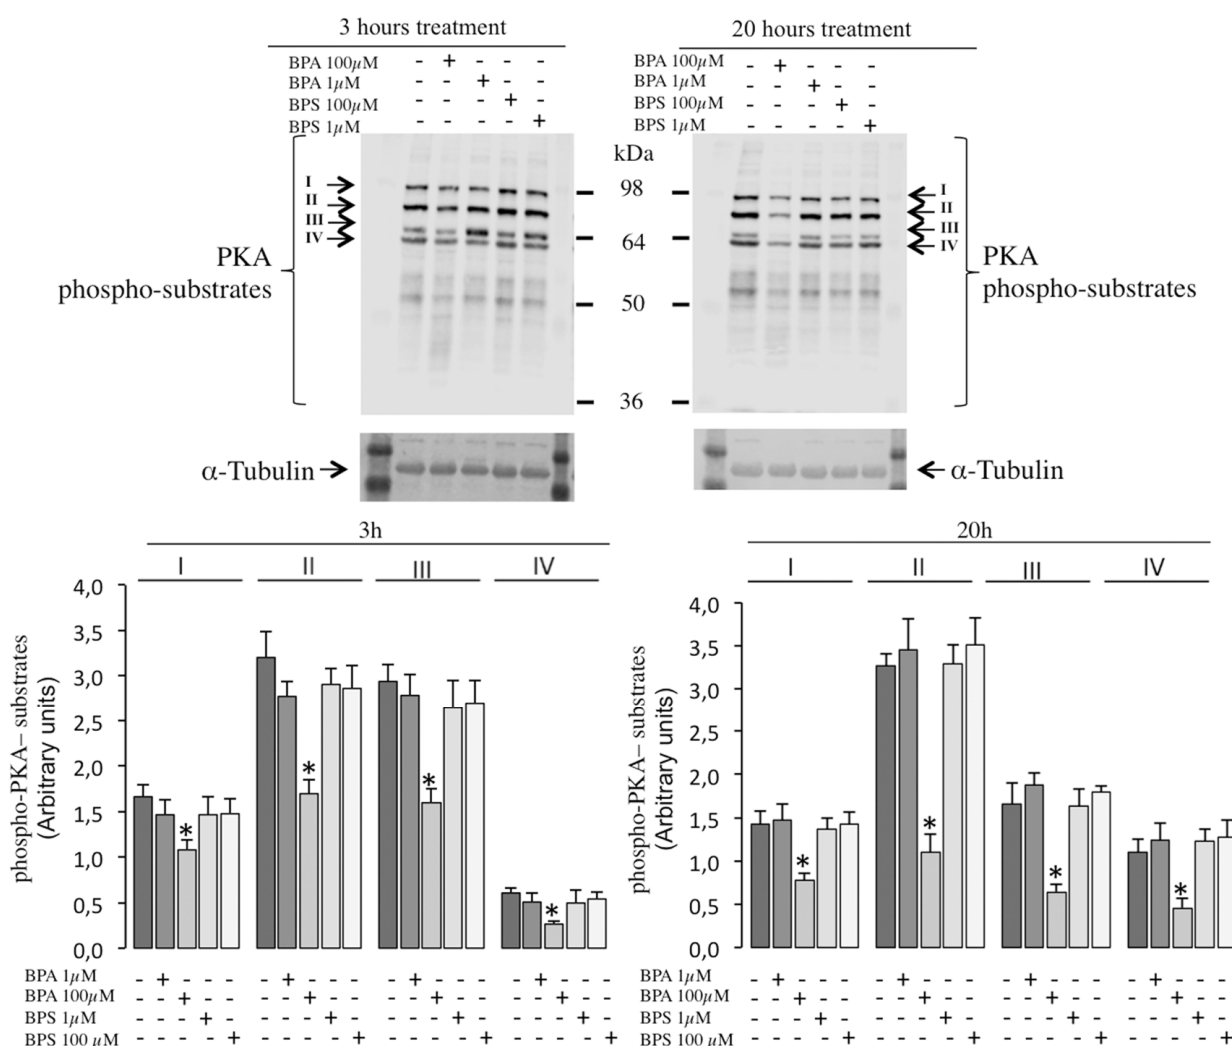 3 hours treatment
BPA 100µM - + - - -
BPA 1µM - - + - -
BPS 100µM - - - + -
BPS 1µM - - - - +
20 hours treatment
BPA 100µM - + - - -
BPA 1µM - - + - -
BPS 100µM - - - + -
BPS 1µM - - - - +
kDa
98
64
50
36
I
II
III
IV
PKA
phospho-substrates
I
II
III
IV
PKA
phospho-substrates
α-Tubulin
α-Tubulin
3h
I II III IV
phospho-PKA– substrates
(Arbitrary units)
4,0
3,5
3,0
2,5
2,0
1,5
1,0
0,5
0,0
* * * *
BPA 1µM - + - - - - + - - - - + - - - - + - - -
BPA 100µM - - + - - - - + - - - - + - - - - + - -
BPS 1µM - - - + - - - - + - - - - + - - - - + -
BPS 100 µM - - - - + - - - - + - - - - + - - - - +
20h
I II III IV
phospho-PKA– substrates
(Arbitrary units)
4,0
3,5
3,0
2,5
2,0
1,5
1,0
0,5
0,0
* * * *
BPA 1µM - + - - - - + - - - - + - - - - + - - -
BPA 100µM - - + - - - - + - - - - + - - - - + - -
BPS 1µM - - - + - - - - + - - - - + - - - - + -
BPS 100 µM - - - - + - - - - + - - - - + - - - - +